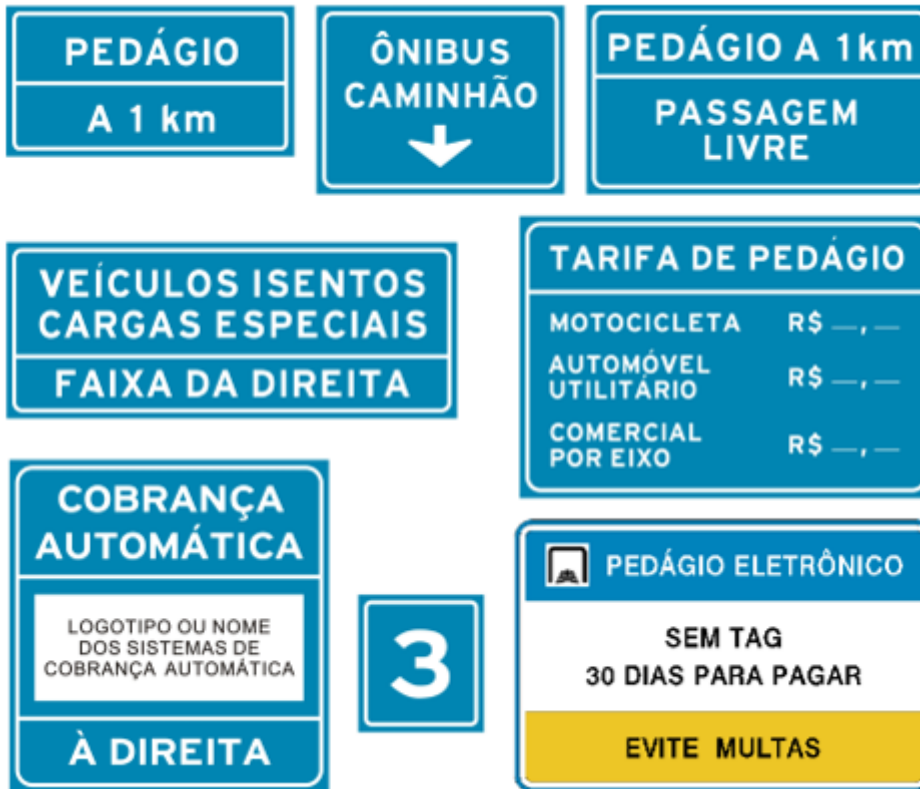 PEDÁGIO
A 1 km
ÔNIBUS
CAMINHÃO
PEDÁGIO A 1km
PASSAGEM
LIVRE
VEÍCULOS ISENTOS
CARGAS ESPECIAIS
FAIXA DA DIREITA
TARIFA DE PEDÁGIO
MOTOCICLETA R$ __,__
AUTOMÓVEL
UTILITÁRIO R$ __,__
COMERCIAL
POR EIXO R$ __,__
COBRANÇA
AUTOMÁTICA
LOGOTIPO OU NOME
DOS SISTEMAS DE
COBRANÇA AUTOMÁTICA
À DIREITA
3
PEDÁGIO ELETRÔNICO
SEM TAG
30 DIAS PARA PAGAR
EVITE MULTAS